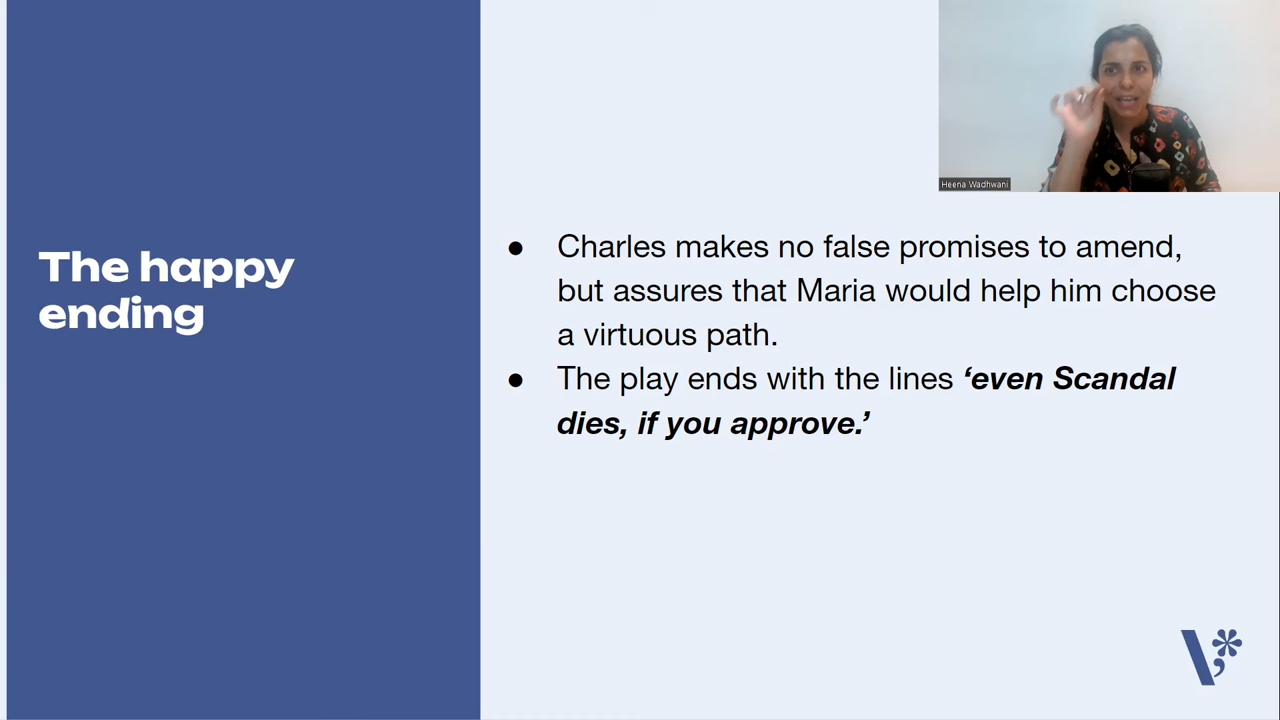 Heena Wadhwani
The happy
ending
● Charles makes no false promises to amend,
but assures that Maria would help him choose
a virtuous path.
● The play ends with the lines ‘even Scandal
dies, if you approve.’